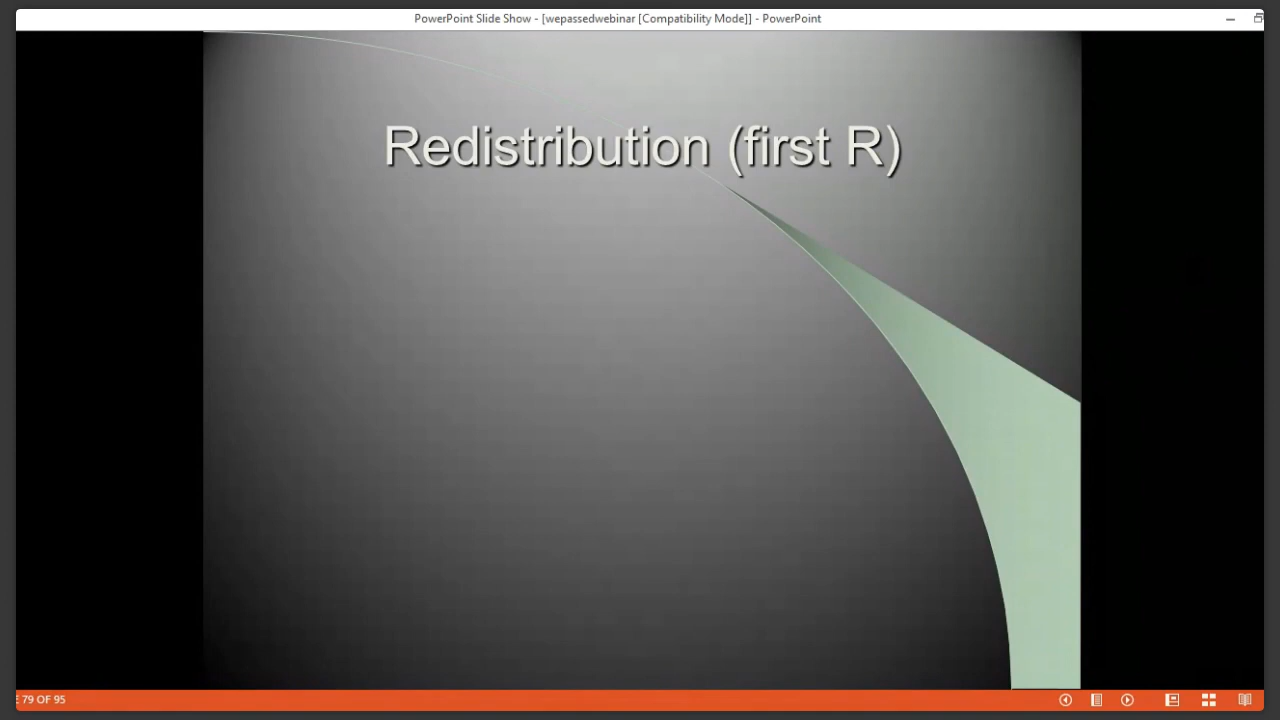 PowerPoint Slide Show - [wepassedwebinar [Compatibility Mode]] - PowerPoint
Redistribution (first R)
E 79 OF 95